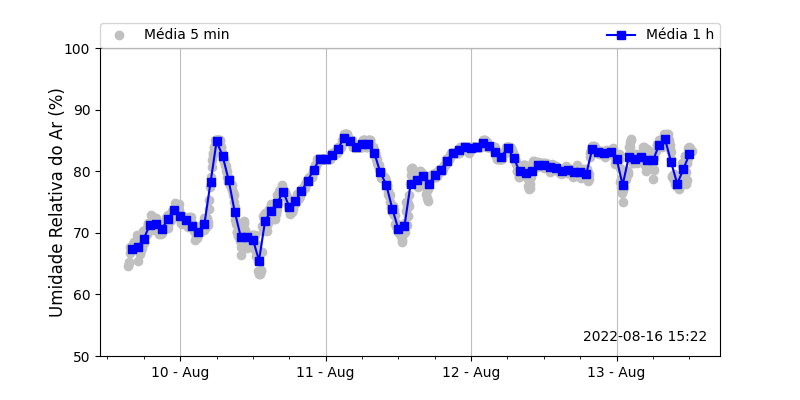 Média 5 min
Média 1 h
Umidade Relativa do Ar (%)
100
90
80
70
60
50
2022-08-16 15:22
10 - Aug
11 - Aug
12 - Aug
13 - Aug